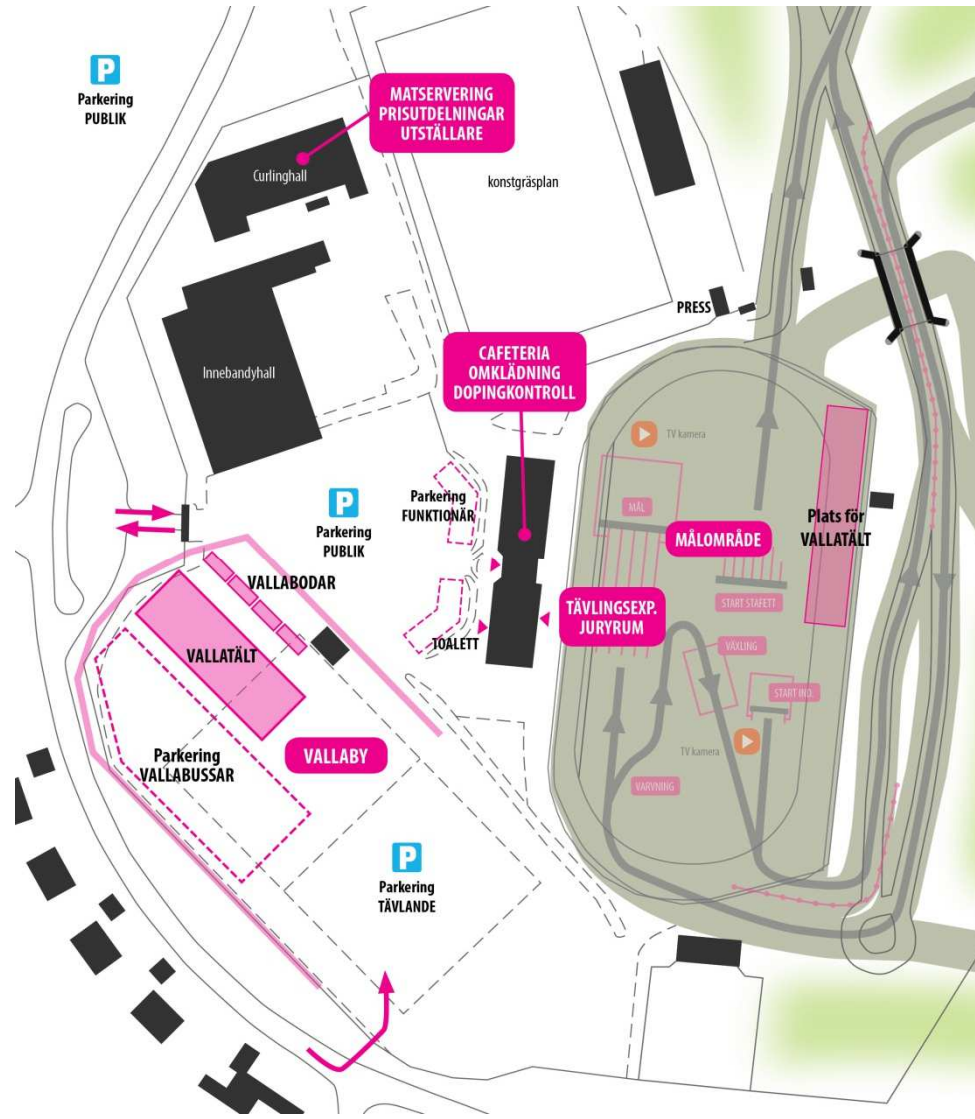 P
Parkering
PUBLIK
MATSERVERING
PRISUTDELNINGAR
UTSTÄLLARE
Curlinghall
konstgräsplan
PRESS
Innebandyhall
CAFETERIA
OMKLÄDNING
DOPINGKONTROLL
TV kamera
P
Parkering
PUBLIK
Parkering
FUNKTIONÄR
MÅL
MÅLOMRÅDE
Plats för
VALLATÄLT
VALLABODAR
START STAFETT
TÄVLINGSEXP.
JURYRUM
TOALETT
VALLATÄLT
VÄXLING
START IND.
Parkering
VALLABUSSAR
VALLABY
TV kamera
VARVNING
P
Parkering
TÄVLANDE